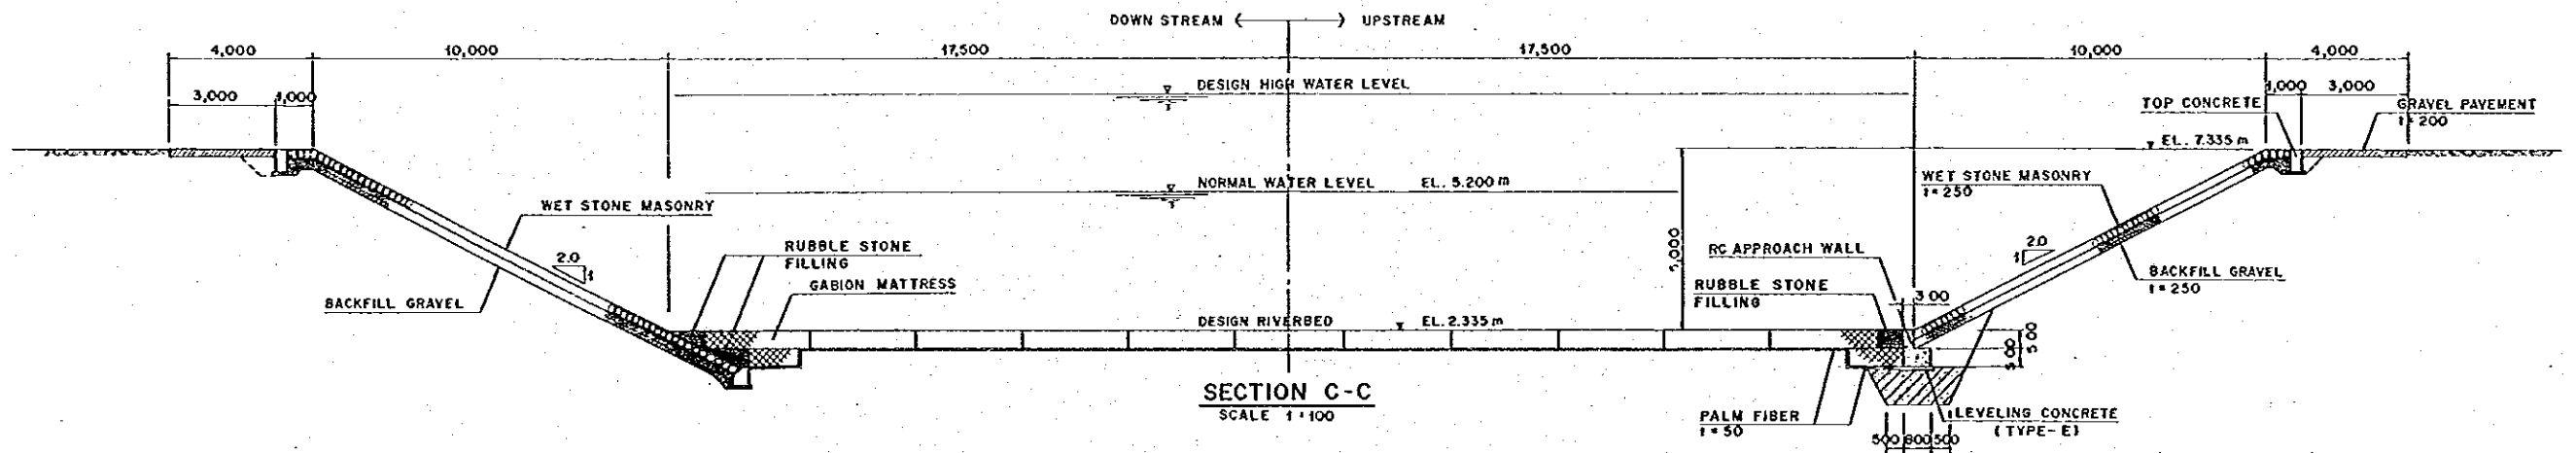 DOWN STREAM UPSTREAM
4,000 10,000 17,500 17,500 10,000 4,000
DESIGN HIGH WATER LEVEL
3,000 1,000 1,000 3,000
TOP CONCRETE GRAVEL PAVEMENT
t=200
EL. 7.335 m
NORMAL WATER LEVEL EL. 5.200 m
WET STONE MASONRY
t=250
WET STONE MASONRY
RUBBLE STONE
FILLING
RC APPROACH WALL
5,000
2.0
1
2.0
1
GABION MATTRESS
BACKFILL GRAVEL
RUBBLE STONE
FILLING
300
BACKFILL GRAVEL
t=250
DESIGN RIVERBED EL. 2.335 m
500
500
SECTION C-C
SCALE 1:100
PALM FIBER
t=50
LEVELING CONCRETE
(TYPE-E)
500 800 500